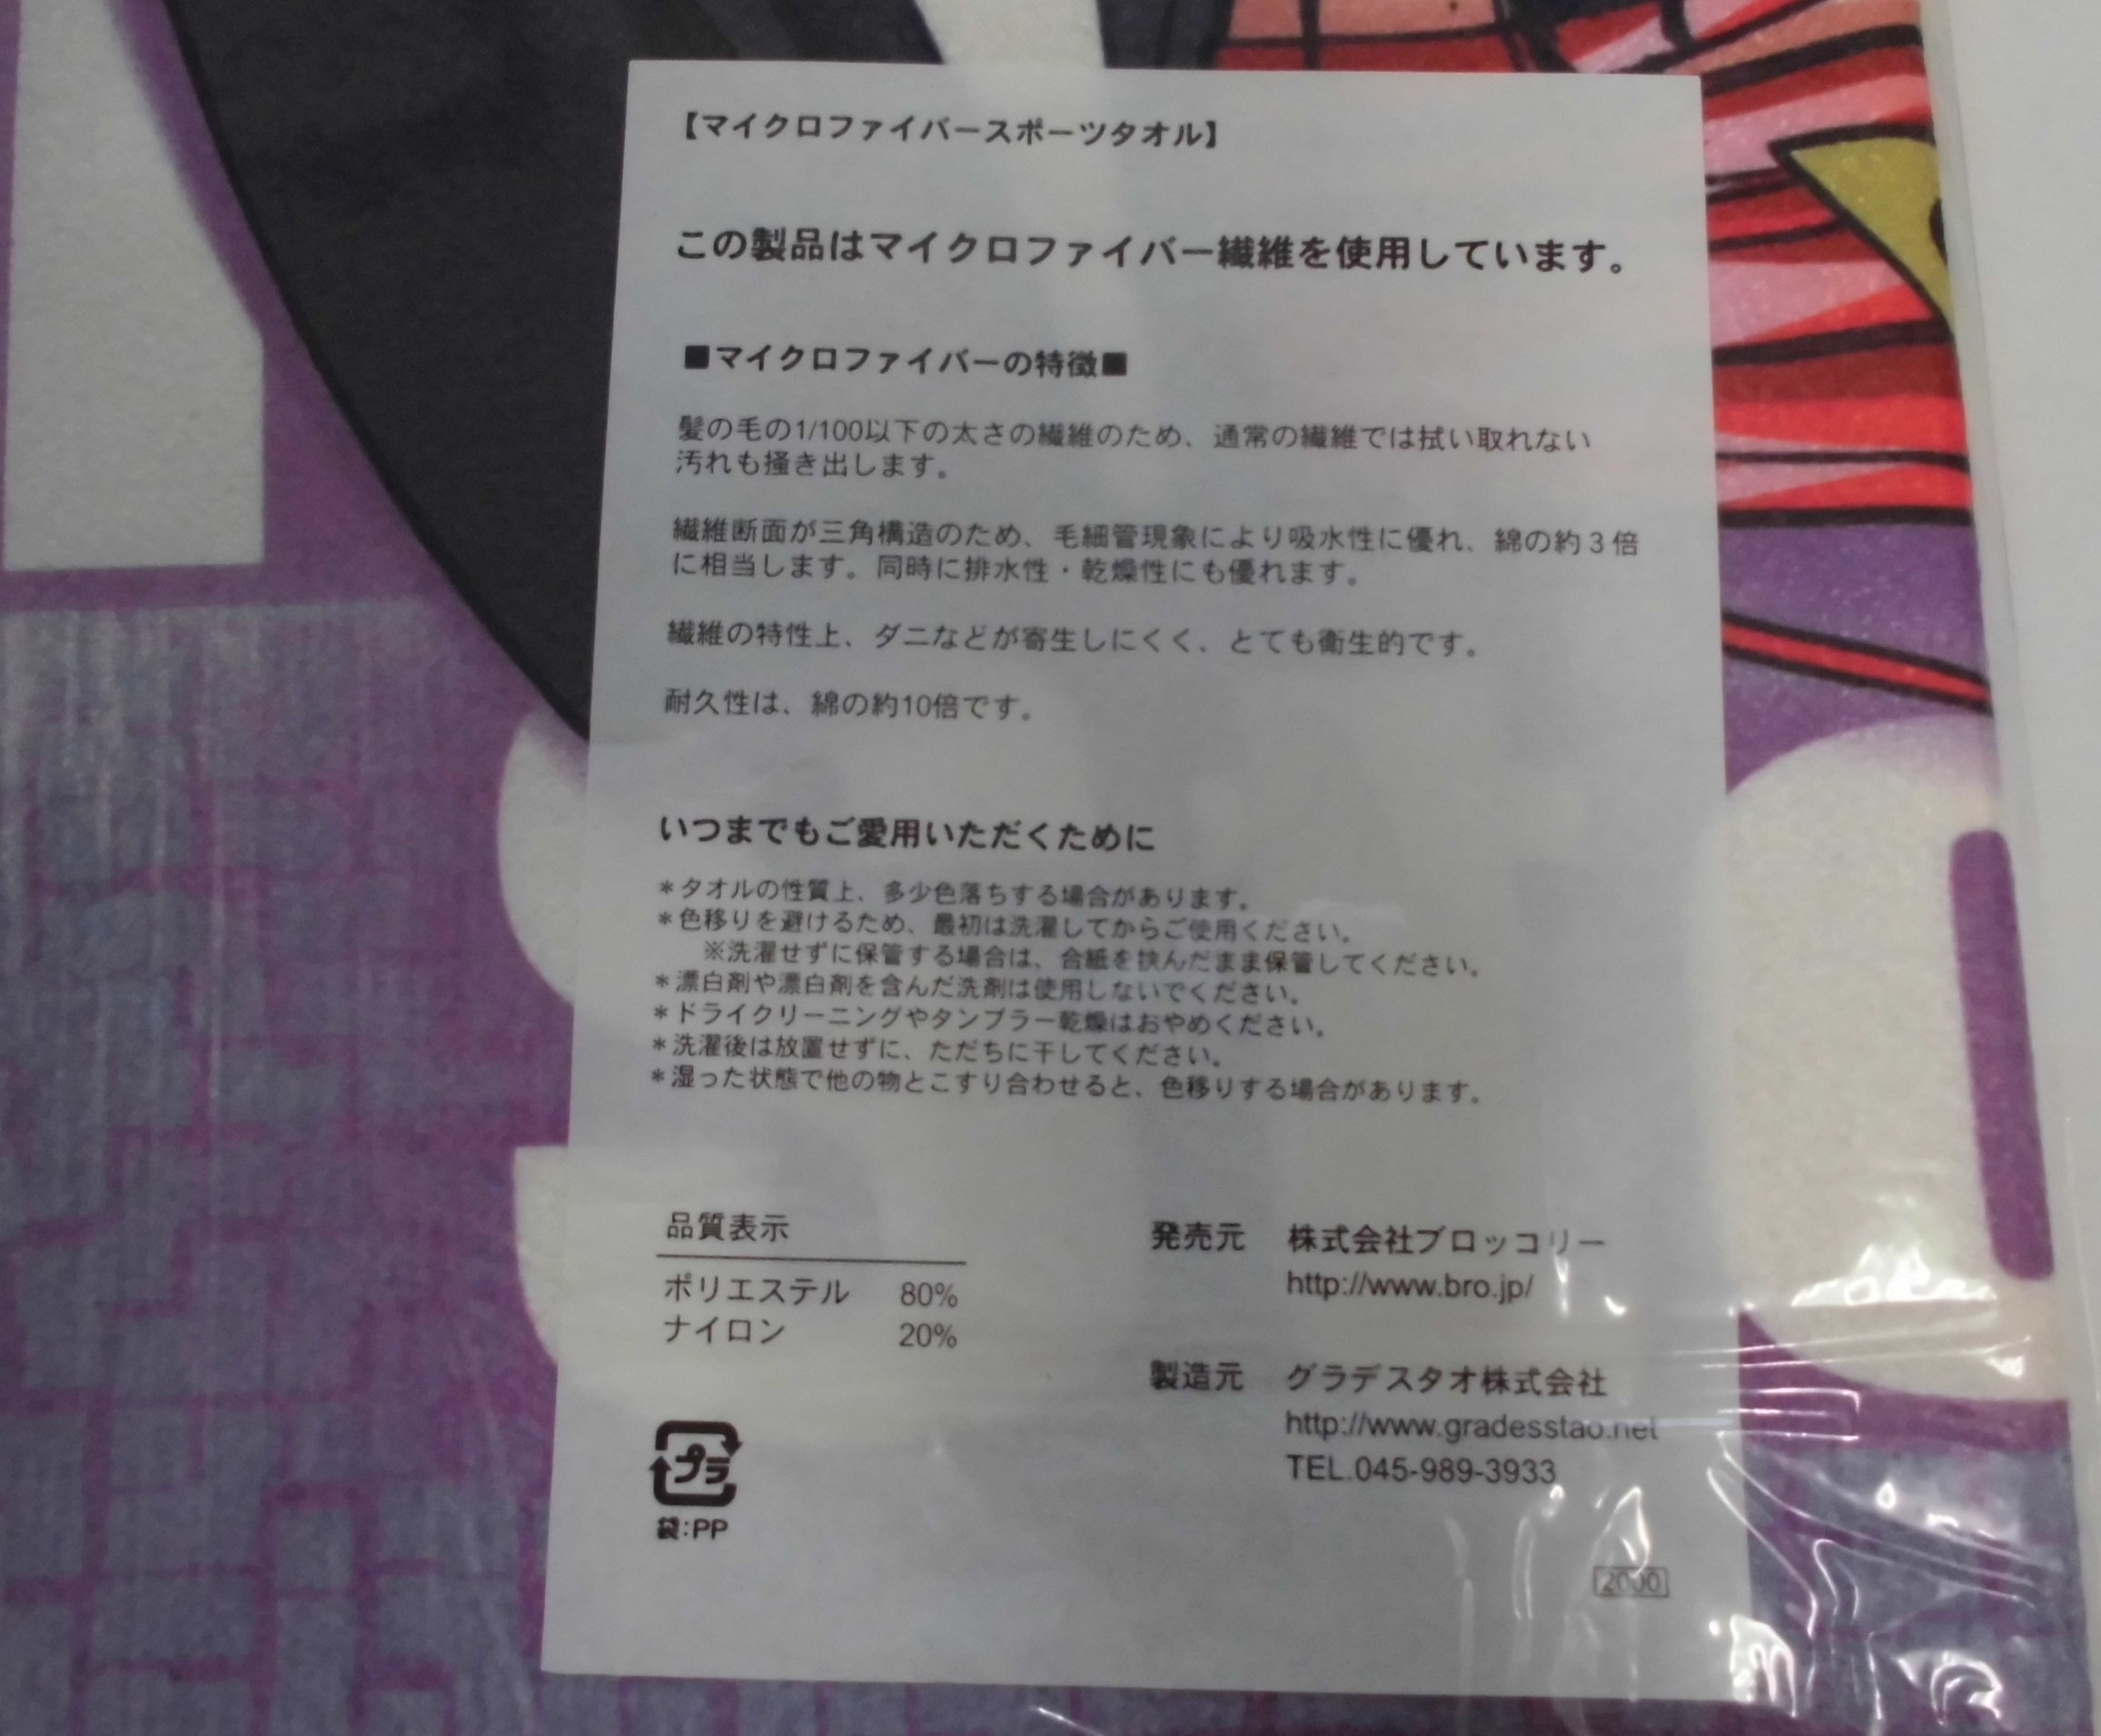 【マイクロファイバースポーツタオル】
この製品はマイクロファイバー繊維を使用しています。
■マイクロファイバーの特徴■
髪の毛の1/100以下の太さの繊維のため、通常の繊維では拭い取れない
汚れも掻き出します。
繊維断面が三角構造のため、毛細管現象により吸水性に優れ、綿の約3倍
に相当します。同時に排水性・乾燥性にも優れます。
繊維の特性上、ダニなどが寄生しにくく、とても衛生的です。
耐久性は、綿の約10倍です。
いつまでもご愛用いただくために
＊タオルの性質上、多少色落ちする場合があります。
＊色移りを避けるため、最初は洗濯してからご使用ください。
※洗濯せずに保管する場合は、合紙を挟んだまま保管してください。
＊漂白剤や漂白剤を含んだ洗剤は使用しないでください。
＊ドライクリーニングやタンブラー乾燥はおやめください。
＊洗濯後は放置せずに、ただちに干してください。
＊湿った状態で他の物とこすり合わせると、色移りする場合があります。
品質表示
ポリエステル 80%
ナイロン 20%
プラ
袋:PP
発売元 株式会社ブロッコリー
http://www.bro.jp/
製造元 グラデスタオ株式会社
http://www.gradesstao.net
TEL.045-989-3933
2000